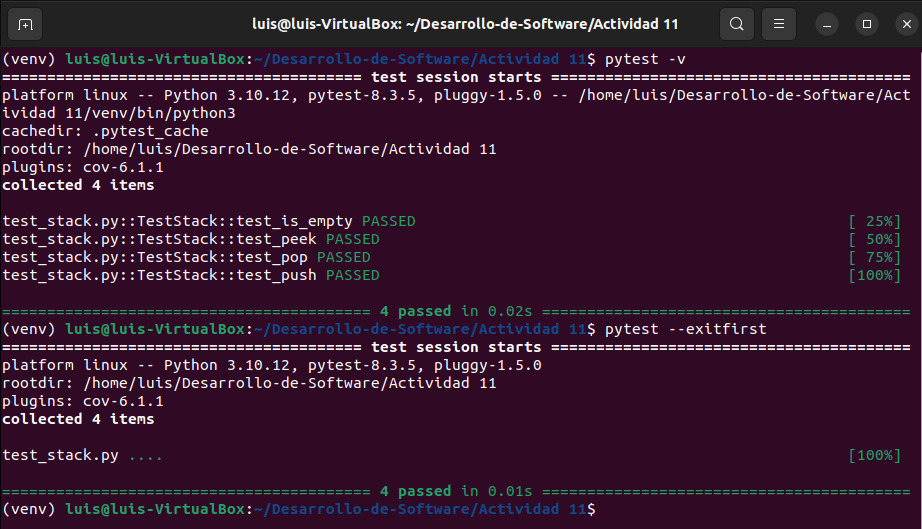 luis@luis-VirtualBox: ~/Desarrollo-de-Software/Actividad 11
(venv) luis@luis-VirtualBox:~/Desarrollo-de-Software/Actividad 11$ pytest -v
======================================== test session starts ========================================
platform linux -- Python 3.10.12, pytest-8.3.5, pluggy-1.5.0 -- /home/luis/Desarrollo-de-Software/Act
ividad 11/venv/bin/python3
cachedir: .pytest_cache
rootdir: /home/luis/Desarrollo-de-Software/Actividad 11
plugins: cov-6.1.1
collected 4 items
test_stack.py::TestStack::test_is_empty PASSED [ 25%]
test_stack.py::TestStack::test_peek PASSED [ 50%]
test_stack.py::TestStack::test_pop PASSED [ 75%]
test_stack.py::TestStack::test_push PASSED [100%]
========================================= 4 passed in 0.02s =========================================
(venv) luis@luis-VirtualBox:~/Desarrollo-de-Software/Actividad 11$ pytest --exitfirst
======================================== test session starts ========================================
platform linux -- Python 3.10.12, pytest-8.3.5, pluggy-1.5.0
rootdir: /home/luis/Desarrollo-de-Software/Actividad 11
plugins: cov-6.1.1
collected 4 items
test_stack.py .... [100%]
========================================= 4 passed in 0.01s =========================================
(venv) luis@luis-VirtualBox:~/Desarrollo-de-Software/Actividad 11$